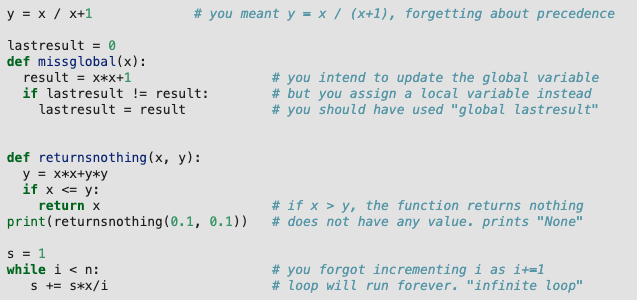 y = x / x+1             # you meant y = x / (x+1), forgetting about precedence
lastresult = 0
def missglobal(x):
  result = x*x+1                  # you intend to update the global variable
  if lastresult != result:        # but you assign a local variable instead
    lastresult = result           # you should have used "global lastresult"
def returnsnothing(x, y):
  y = x*x+y*y
  if x <= y:
    return x                      # if x > y, the function returns nothing
print(returnsnothing(0.1, 0.1))   # does not have any value. prints "None"
s = 1
while i < n:                      # you forgot incrementing i as i+=1
   s += s*x/i                     # loop will run forever. "infinite loop"